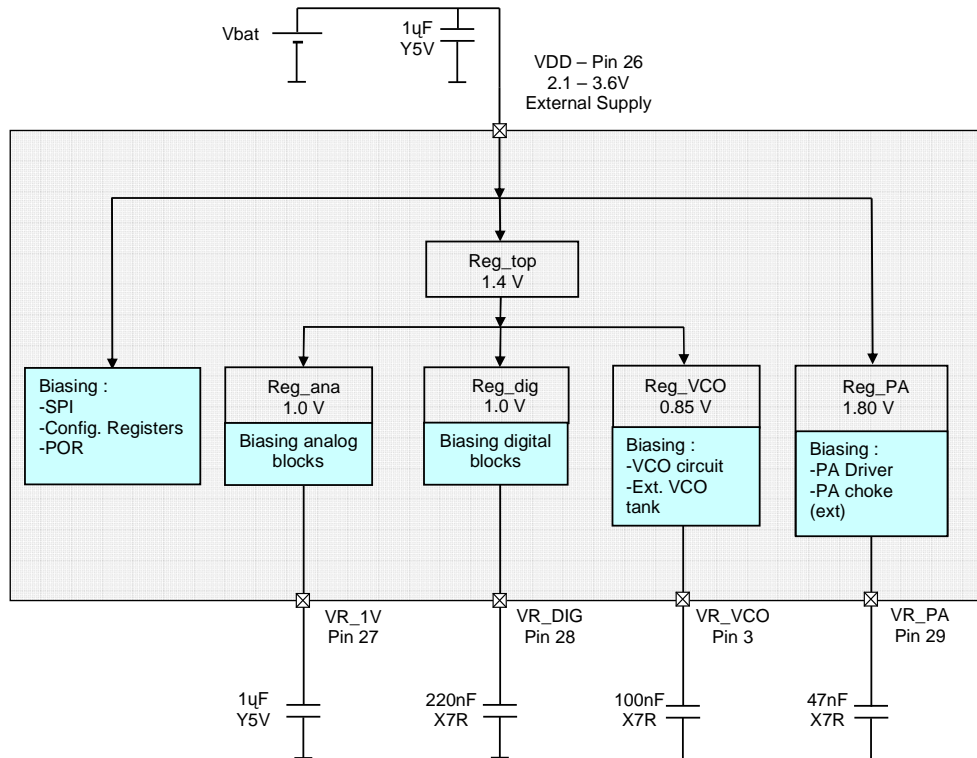 Vbat
1ųF
Y5V
VDD – Pin 26
2.1 – 3.6V
External Supply
Reg_top
1.4 V
Biasing :
-SPI
-Config. Registers
-POR
Reg_ana
1.0 V
Biasing analog
blocks
Reg_dig
1.0 V
Biasing digital
blocks
Reg_VCO
0.85 V
Biasing :
-VCO circuit
-Ext. VCO
tank
Reg_PA
1.80 V
Biasing :
-PA Driver
-PA choke
(ext)
VR_1V
Pin 27
VR_DIG
Pin 28
VR_VCO
Pin 3
VR_PA
Pin 29
1ųF
Y5V
220nF
X7R
100nF
X7R
47nF
X7R